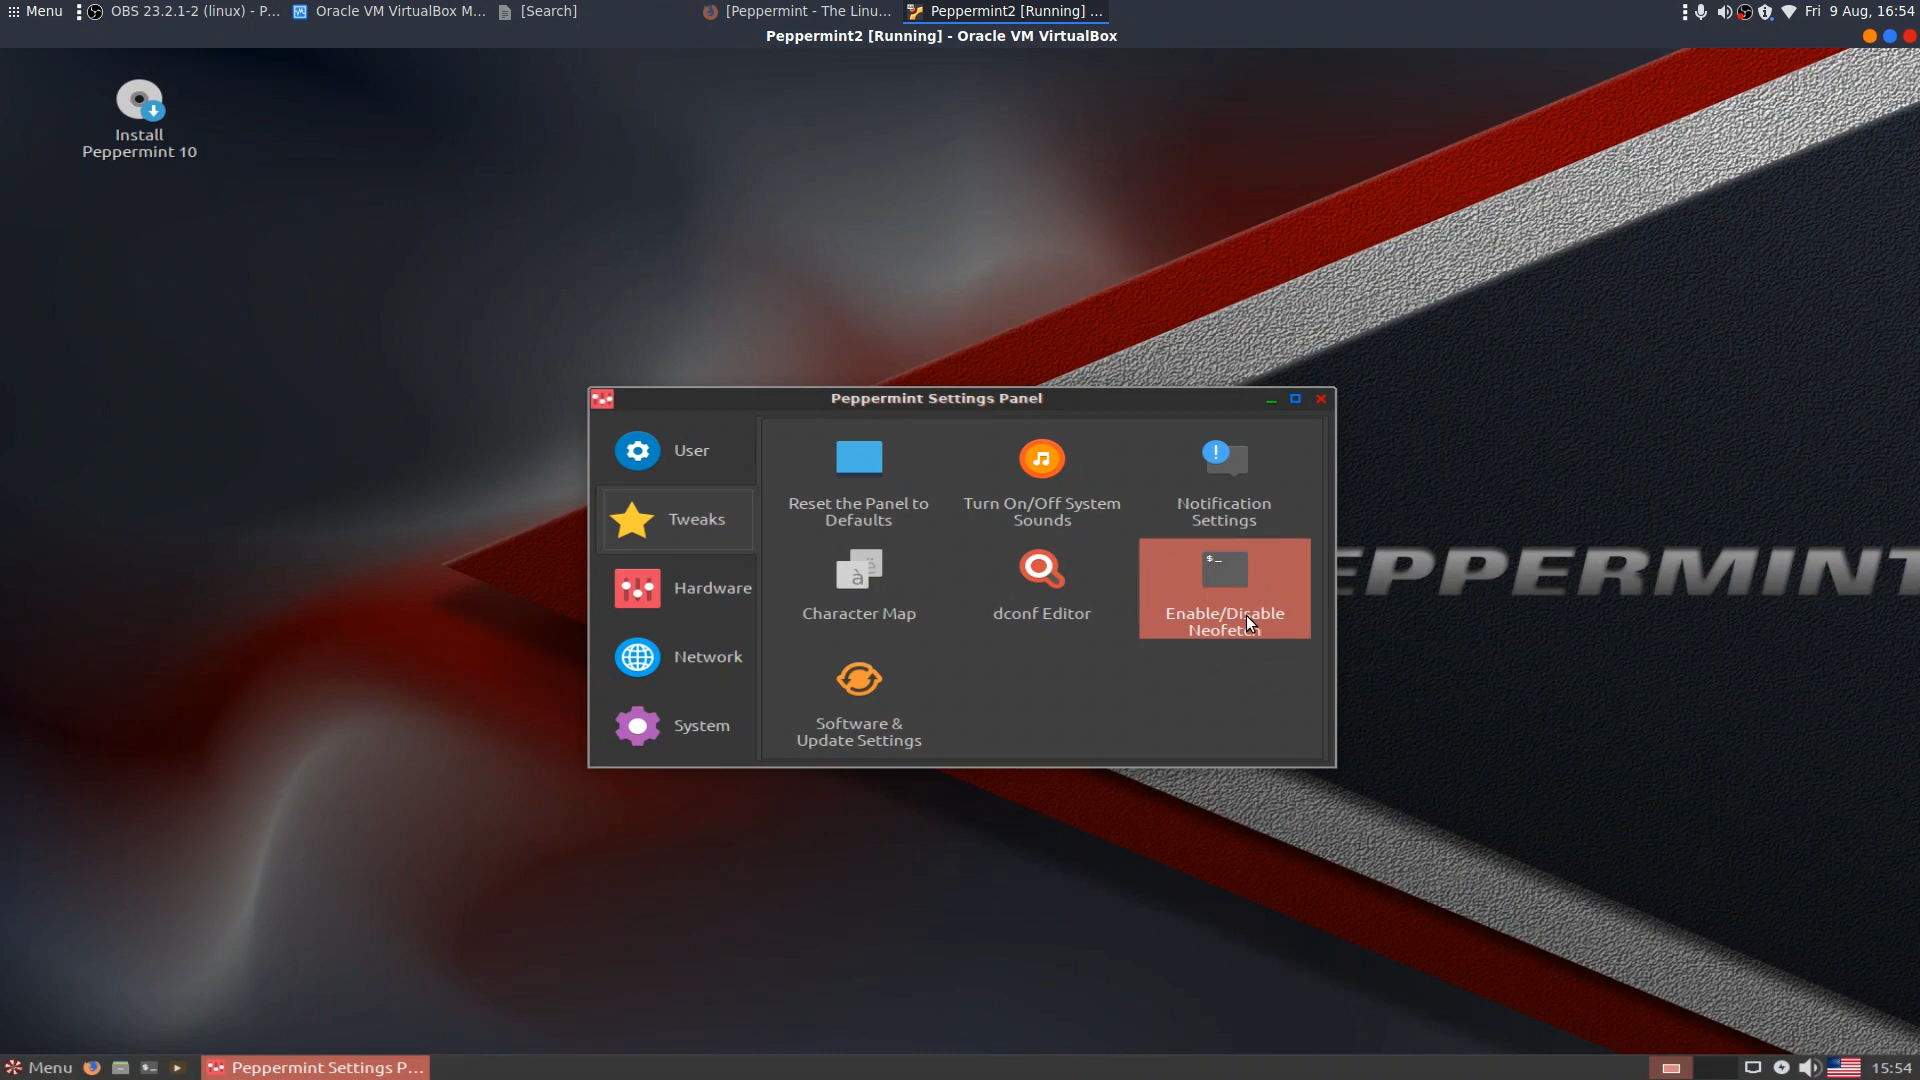 Menu
OBS 23.2.1-2 (linux) - P...
Oracle VM VirtualBox M...
[Search]
[Peppermint - The Linu...
Peppermint2 [Running] ...
Fri 9 Aug, 16:54
Peppermint2 [Running] - Oracle VM VirtualBox
Install
Peppermint 10
Peppermint Settings Panel
User
Tweaks
Hardware
Network
System
Reset the Panel to
Defaults
Turn On/Off System
Sounds
Notification
Settings
Character Map
dconf Editor
Enable/Disable
Neofetch
Software &
Update Settings
EPPERMINT
Menu
Peppermint Settings P...
15:54